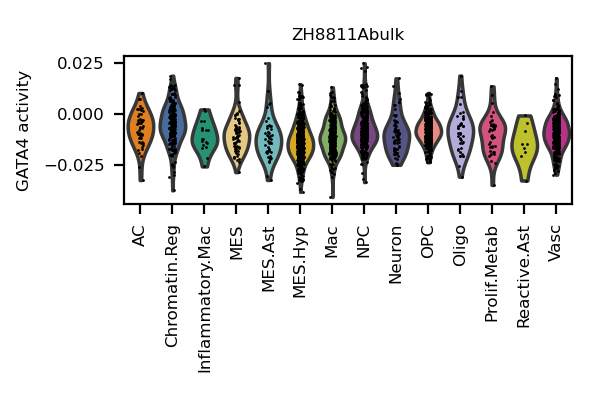 ZH8811Abulk
GATA4 activity
0.025
0.000
−0.025
AC
Chromatin.Reg
Inflammatory.Mac
MES
MES.Ast
MES.Hyp
Mac
NPC
Neuron
OPC
Oligo
Prolif.Metab
Reactive.Ast
Vasc